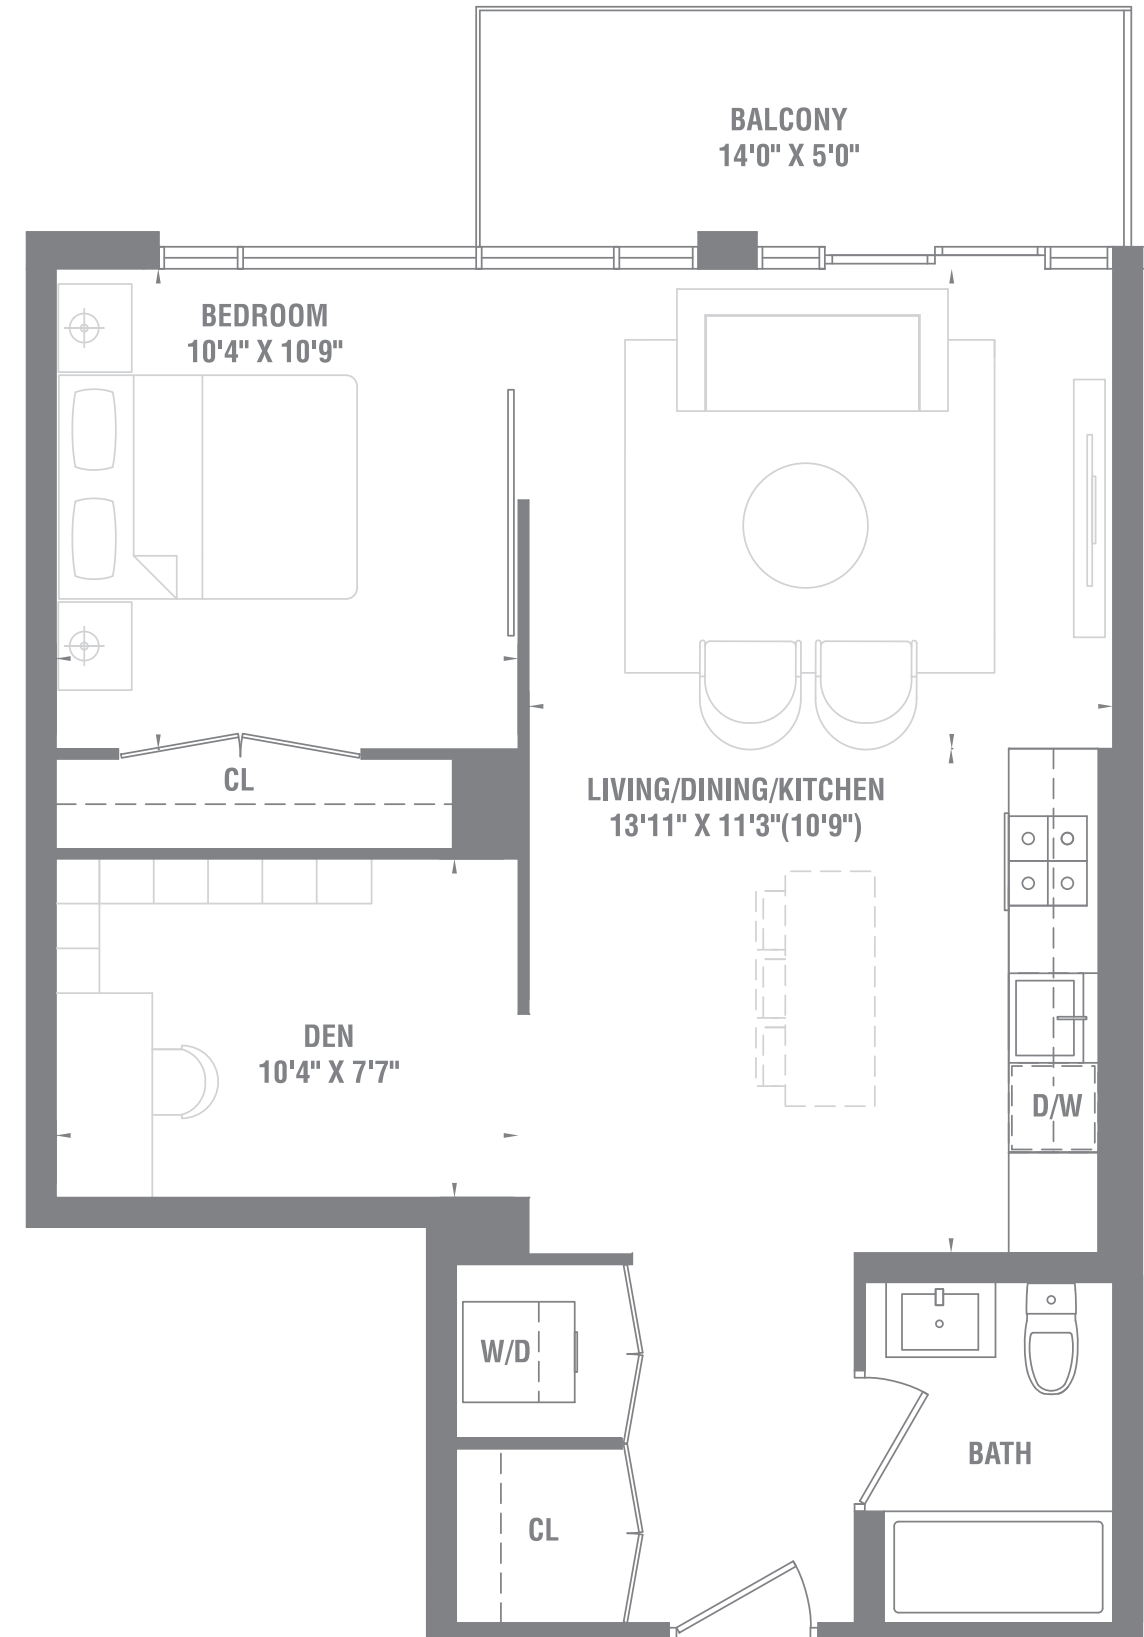 BALCONY
14'0" X 5'0"
BEDROOM
10'4" X 10'9"
CL
LIVING/DINING/KITCHEN
13'11" X 11'3"(10'9")
DEN
10'4" X 7'7"
D/W
W/D
BATH
CL